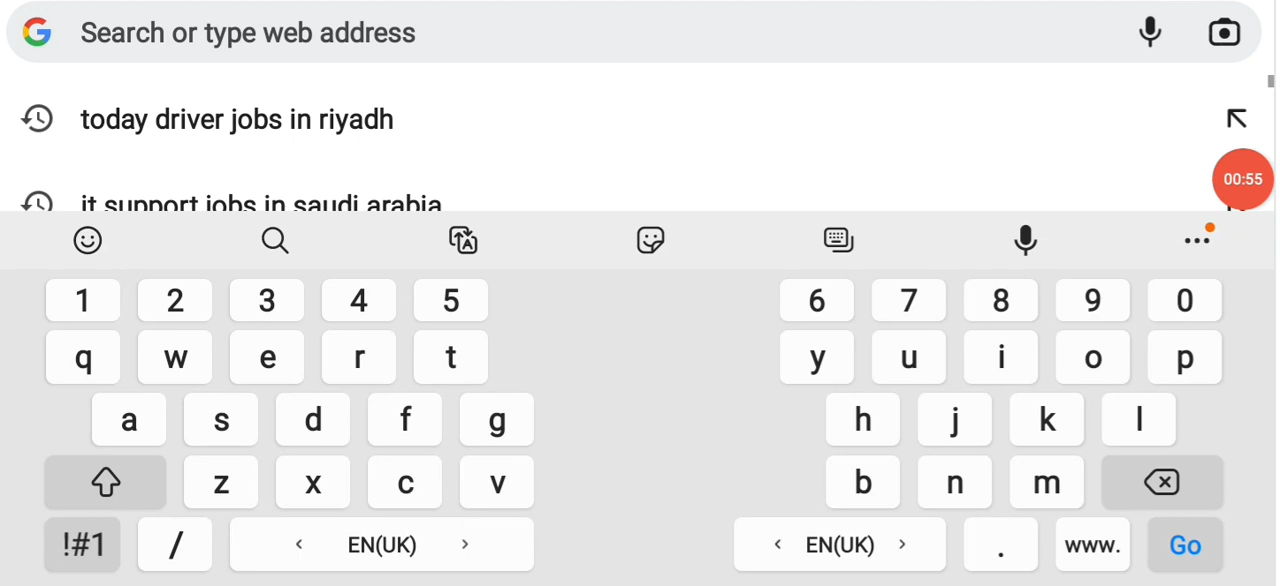 Search or type web address
today driver jobs in riyadh
00:55
it support jobs in saudi arabia
1 2 3 4 5 6 7 8 9 0
q w e r t y u i o p
a s d f g h j k l
z x c v b n m
!#1 / < EN(UK) > < EN(UK) > . www. Go